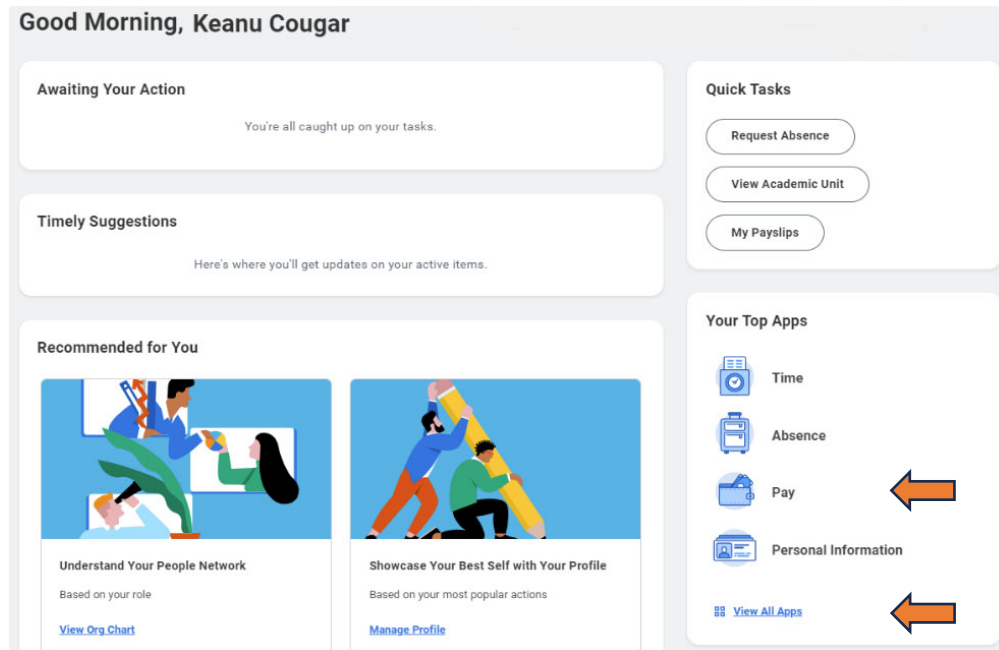 Good Morning, Keanu Cougar
Awaiting Your Action
You're all caught up on your tasks.
Timely Suggestions
Here's where you'll get updates on your active items.
Recommended for You
Understand Your People Network
Based on your role
View Org Chart
Showcase Your Best Self with Your Profile
Based on your most popular actions
Manage Profile
Quick Tasks
Request Absence
View Academic Unit
My Payslips
Your Top Apps
Time
Absence
Pay
Personal Information
View All Apps